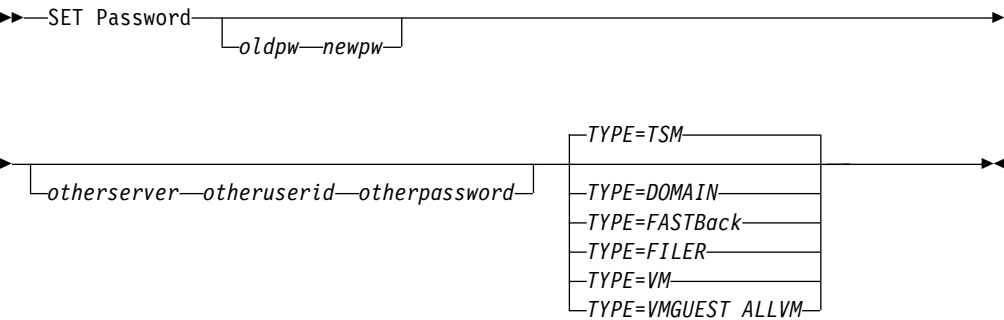 SET Password
oldpw newpw
TYPE=TSM
otherserver otheruserid otherpassword
TYPE=DOMAIN
TYPE=FASTBack
TYPE=FILER
TYPE=VM
TYPE=VMGUEST ALLVM